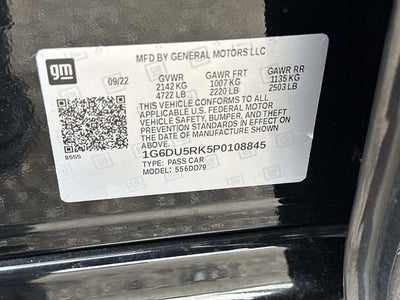 gm
MFD BY GENERAL MOTORS LLC
09/22 GVWR GAWR FRT GAWR RR
2142 KG 1007 KG 1135 KG
4722 LB 2220 LB 2503 LB
THIS VEHICLE CONFORMS TO ALL
APPLICABLE U.S. FEDERAL MOTOR
VEHICLE SAFETY, BUMPER, AND THEFT
PREVENTION STANDARDS IN EFFECT ON
THE DATE OF MANUFACTURE SHOWN
ABOVE.
1G6DU5RK5P0108845
8555
TYPE: PASS CAR
MODEL: 556DD79